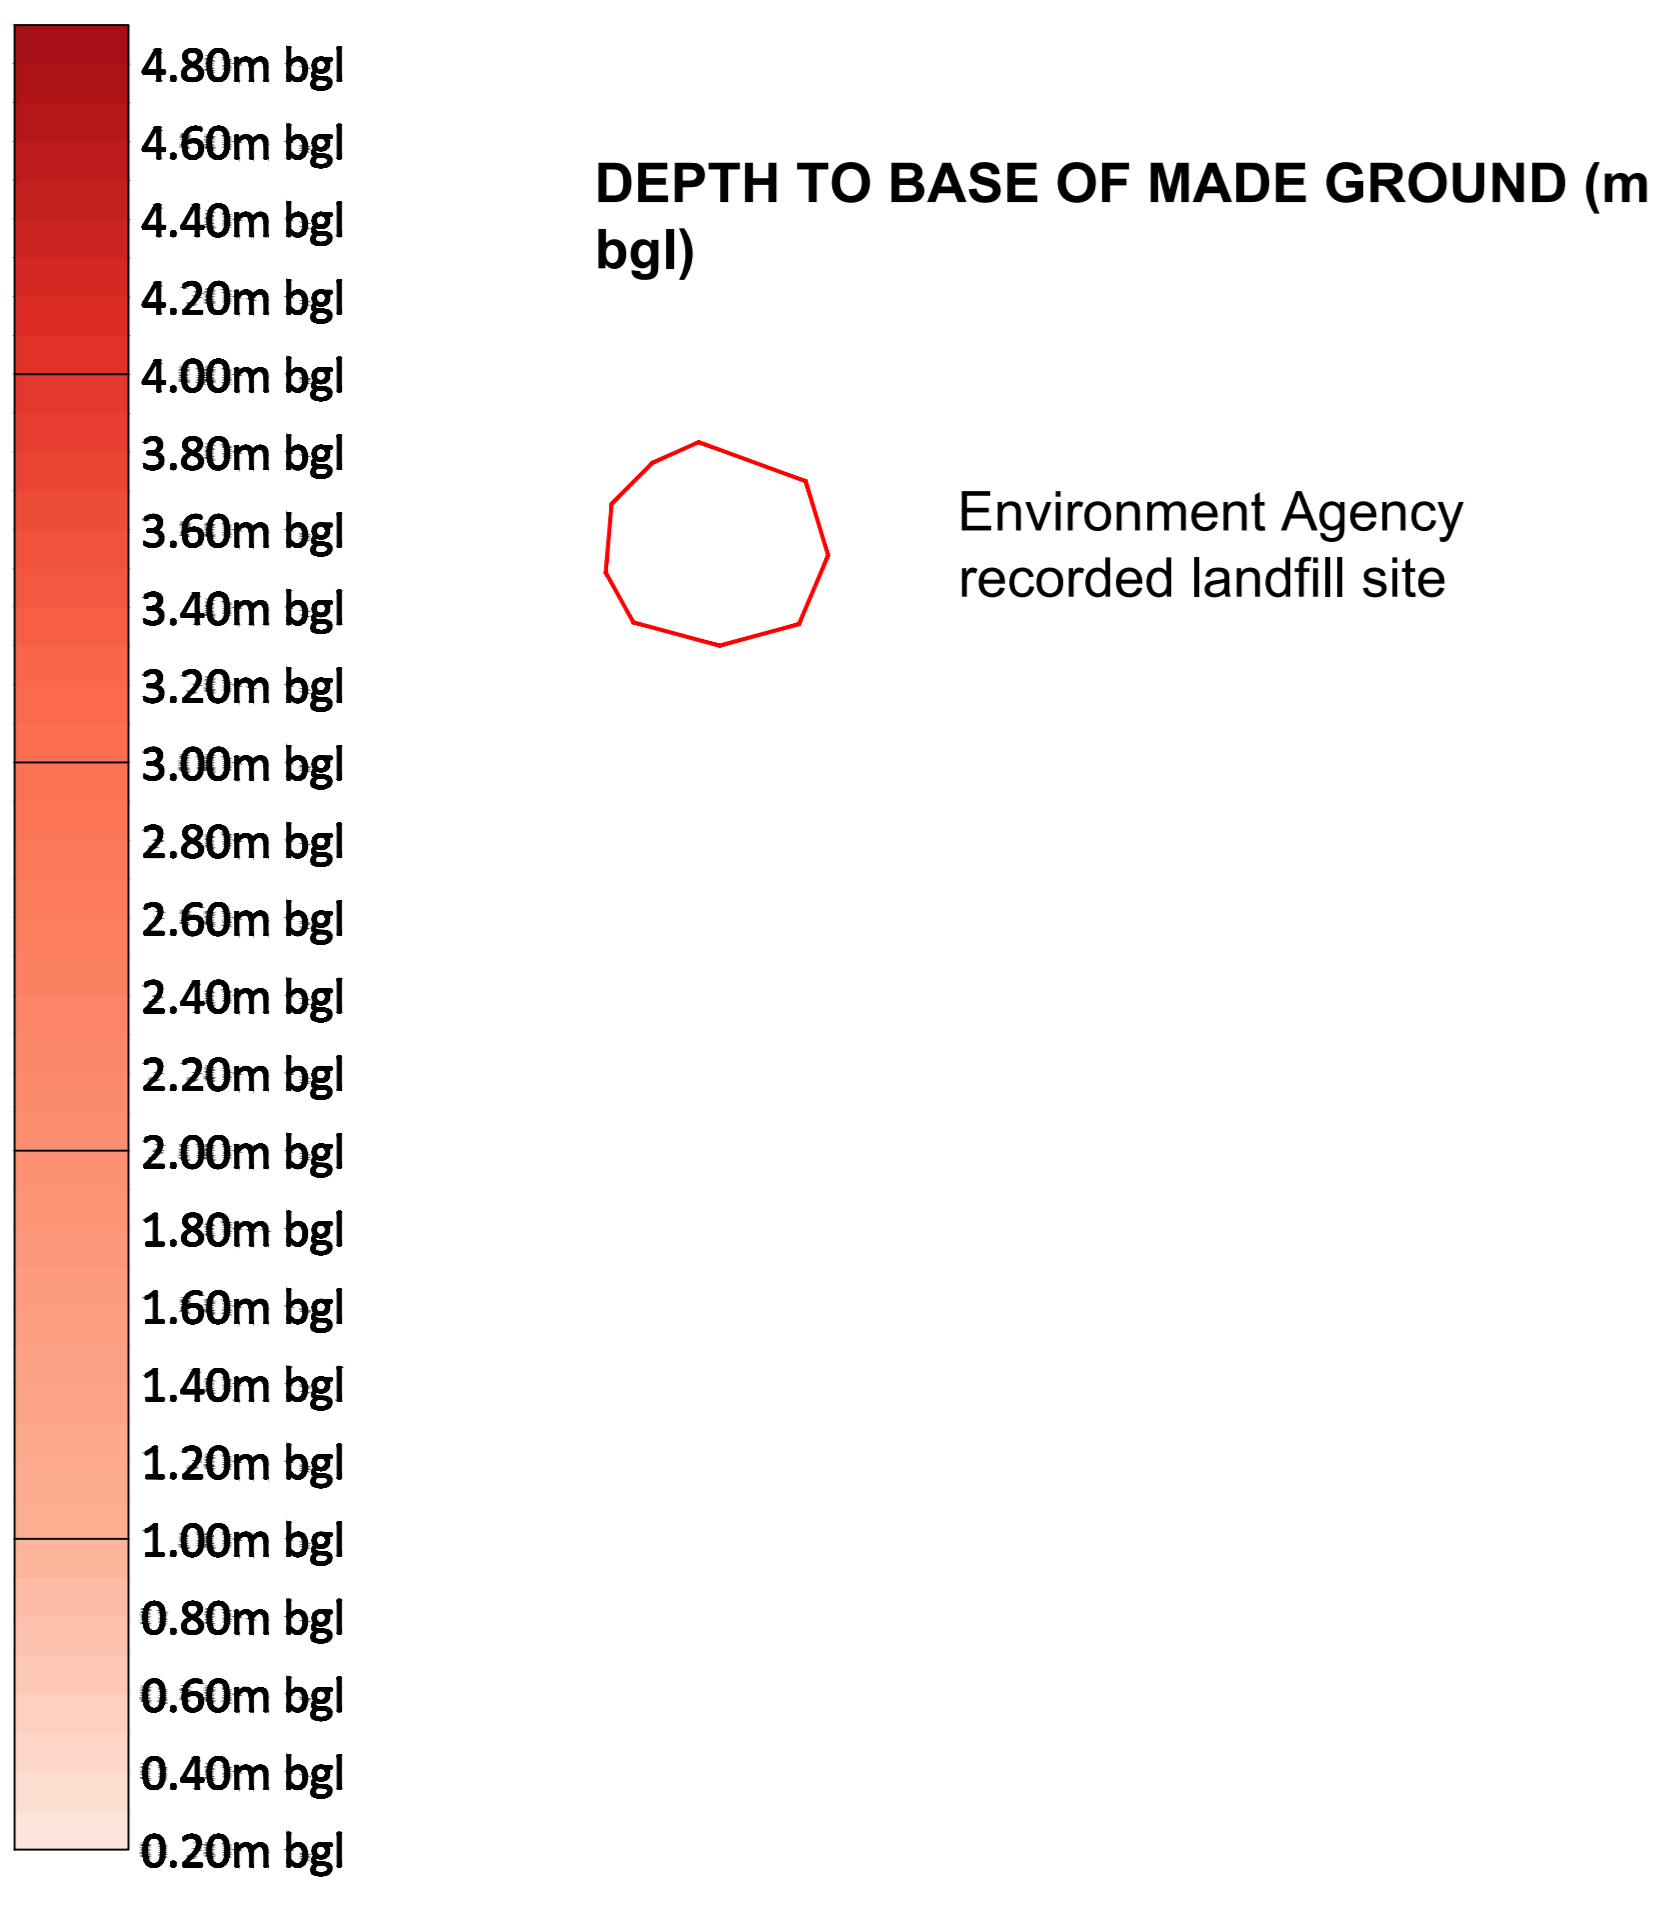 4.80m bgl
4.60m bgl
4.40m bgl
4.20m bgl
4.00m bgl
3.80m bgl
3.60m bgl
3.40m bgl
3.20m bgl
3.00m bgl
2.80m bgl
2.60m bgl
2.40m bgl
2.20m bgl
2.00m bgl
1.80m bgl
1.60m bgl
1.40m bgl
1.20m bgl
1.00m bgl
0.80m bgl
0.60m bgl
0.40m bgl
0.20m bgl
DEPTH TO BASE OF MADE GROUND (m
bgl)
Environment Agency
recorded landfill site